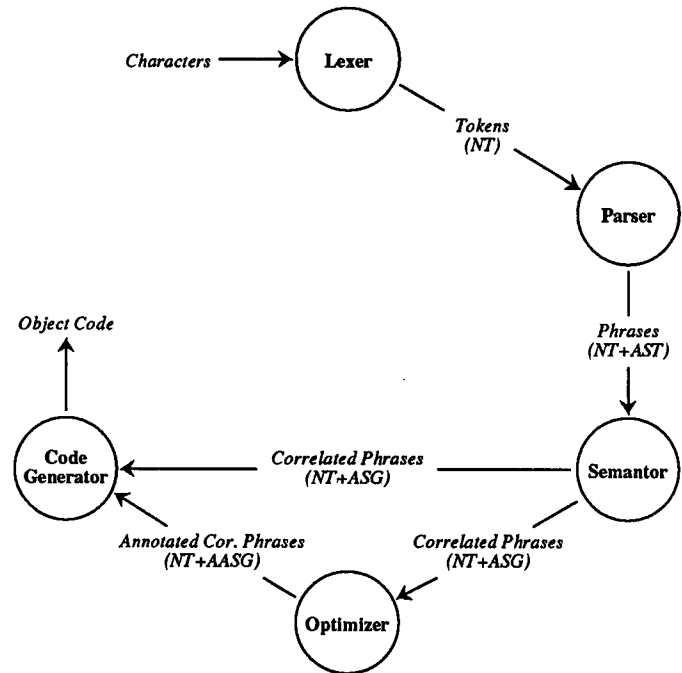 Characters
Lexer
Tokens
(NT)
Parser
Phrases
(NT+AST)
Object Code
Code
Generator
Correlated Phrases
(NT+ASG)
Semantor
Annotated Cor. Phrases
(NT+AASG)
Correlated Phrases
(NT+ASG)
Optimizer